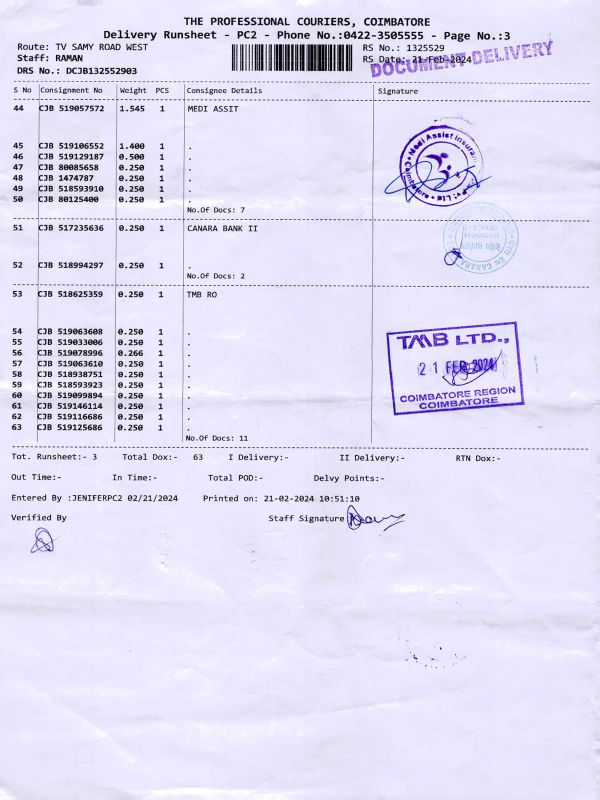 THE PROFESSIONAL COURIERS, COIMBATORE
Delivery Runsheet - PC2 - Phone No.:0422-3505555 - Page No.:3
Route: TV SAMY ROAD WEST
RS No.: 1325529
Staff: RAMAN
RS Date: 21-Feb-2024
DOCUMENT DELIVERY
DRS No.: DCJB132552903
S No Consignment No Weight PCS Consignee Details Signature
44 CJB 519057572 1.545 1 MEDI ASSIT
45 CJB 519106552 1.400 1 .
46 CJB 519129187 0.500 1 .
47 CJB 80085658 0.250 1 .
48 CJB 1474787 0.250 1 .
49 CJB 518593910 0.250 1 .
50 CJB 80125400 0.250 1 .
No.Of Docs: 7
Medi Assist Insurance
Pvt. Ltd
Coimbatore
51 CJB 517235636 0.250 1 CANARA BANK II
52 CJB 518994297 0.250 1 .
No.Of Docs: 2
CANARA
53 CJB 518625359 0.250 1 TMB RO
54 CJB 519063608 0.250 1 .
55 CJB 519033006 0.250 1 .
56 CJB 519078996 0.266 1 .
57 CJB 519063610 0.250 1 .
58 CJB 518938751 0.250 1 .
59 CJB 518593923 0.250 1 .
60 CJB 519099894 0.250 1 .
61 CJB 519146114 0.250 1 .
62 CJB 519116686 0.250 1 .
63 CJB 519125686 0.250 1 .
No.Of Docs: 11
TMB LTD.,
21 FEB 2024
COIMBATORE REGION
COIMBATORE
Tot. Runsheet:- 3 Total Dox:- 63 I Delivery:- II Delivery:- RTN Dox:-
Out Time:- In Time:- Total POD:- Delvy Points:-
Entered By :JENIFERPC2 02/21/2024 Printed on: 21-02-2024 10:51:10
Verified By Staff Signature